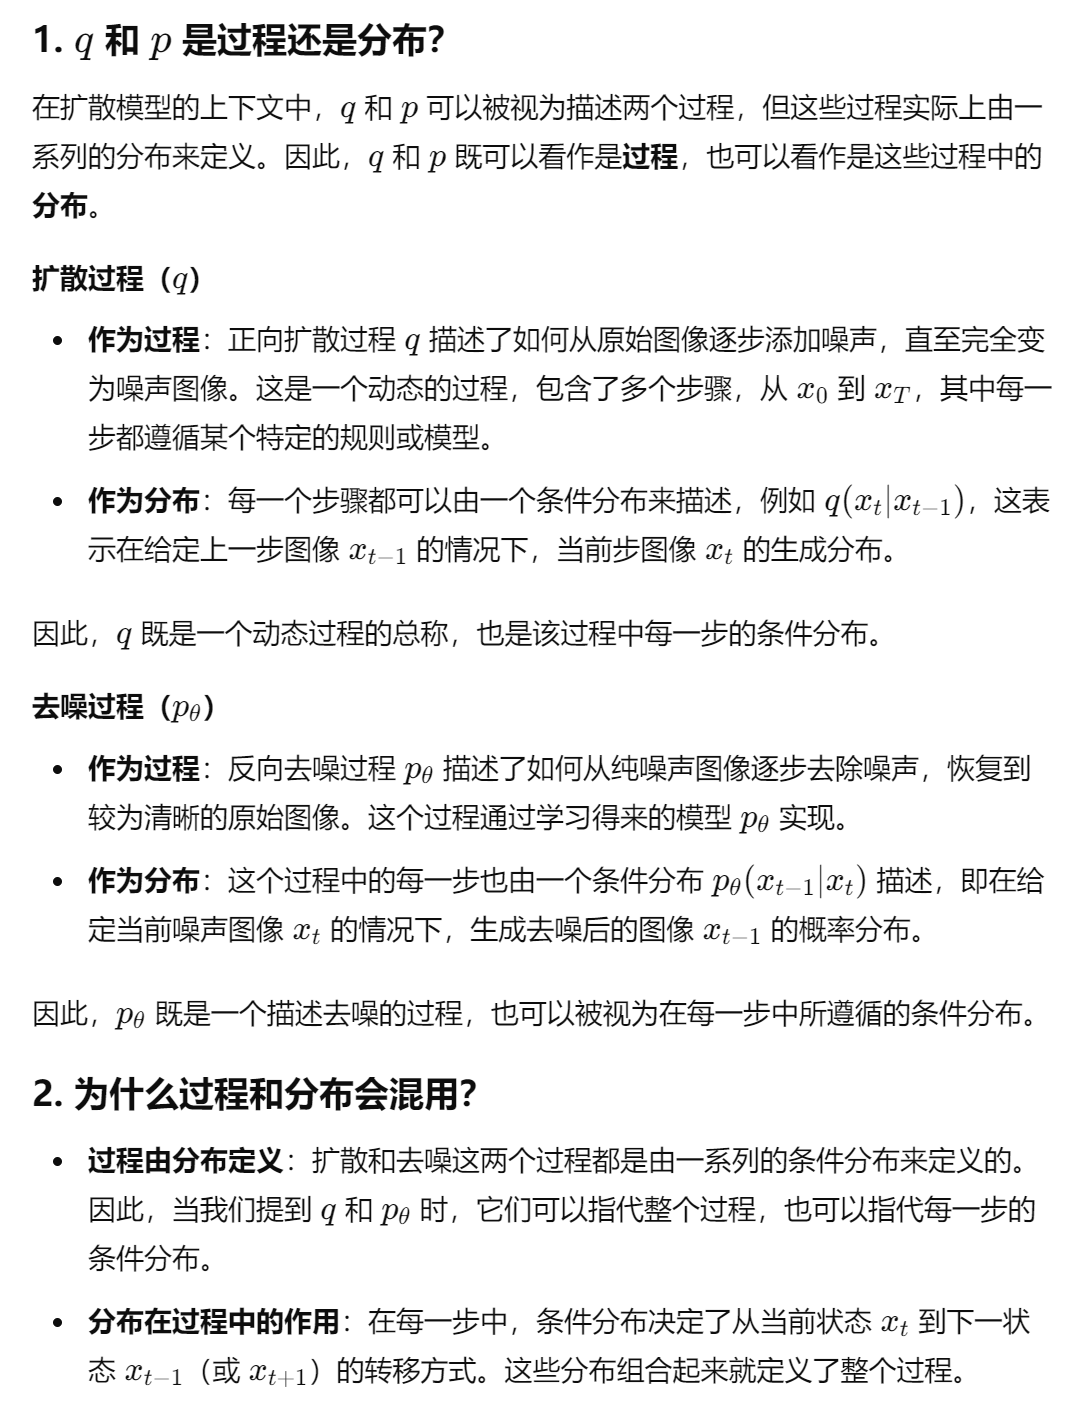 1. q 和 p 是过程还是分布？
在扩散模型的上下文中，q 和 p 可以被视为描述两个过程，但这些过程实际上由一
系列的分布来定义。因此，q 和 p 既可以看作是过程，也可以看作是这些过程中的
分布。
扩散过程（q）
• 作为过程：正向扩散过程 q 描述了如何从原始图像逐步添加噪声，直至完全变
为噪声图像。这是一个动态的过程，包含了多个步骤，从 x₀ 到 x_T，其中每一
步都遵循某个特定的规则或模型。
• 作为分布：每一个步骤都可以由一个条件分布来描述，例如 q(x_t|x_{t−1})，这表
示在给定上一步图像 x_{t−1} 的情况下，当前步图像 x_t 的生成分布。
因此，q 既是一个动态过程的总称，也是该过程中每一步的条件分布。
去噪过程（p_θ）
• 作为过程：反向去噪过程 p_θ 描述了如何从纯噪声图像逐步去除噪声，恢复到
较为清晰的原始图像。这个过程通过学习得来的模型 p_θ 实现。
• 作为分布：这个过程中的每一步也由一个条件分布 p_θ(x_{t−1}|x_t) 描述，即在给
定当前噪声图像 x_t 的情况下，生成去噪后的图像 x_{t−1} 的概率分布。
因此，p_θ 既是一个描述去噪的过程，也可以被视为在每一步中所遵循的条件分布。
2. 为什么过程和分布会混用？
• 过程由分布定义：扩散和去噪这两个过程都是由一系列的条件分布来定义的。
因此，当我们提到 q 和 p_θ 时，它们可以指代整个过程，也可以指代每一步的
条件分布。
• 分布在过程中的作用：在每一步中，条件分布决定了从当前状态 x_t 到下一状
态 x_{t−1}（或 x_{t+1}）的转移方式。这些分布组合起来就定义了整个过程。